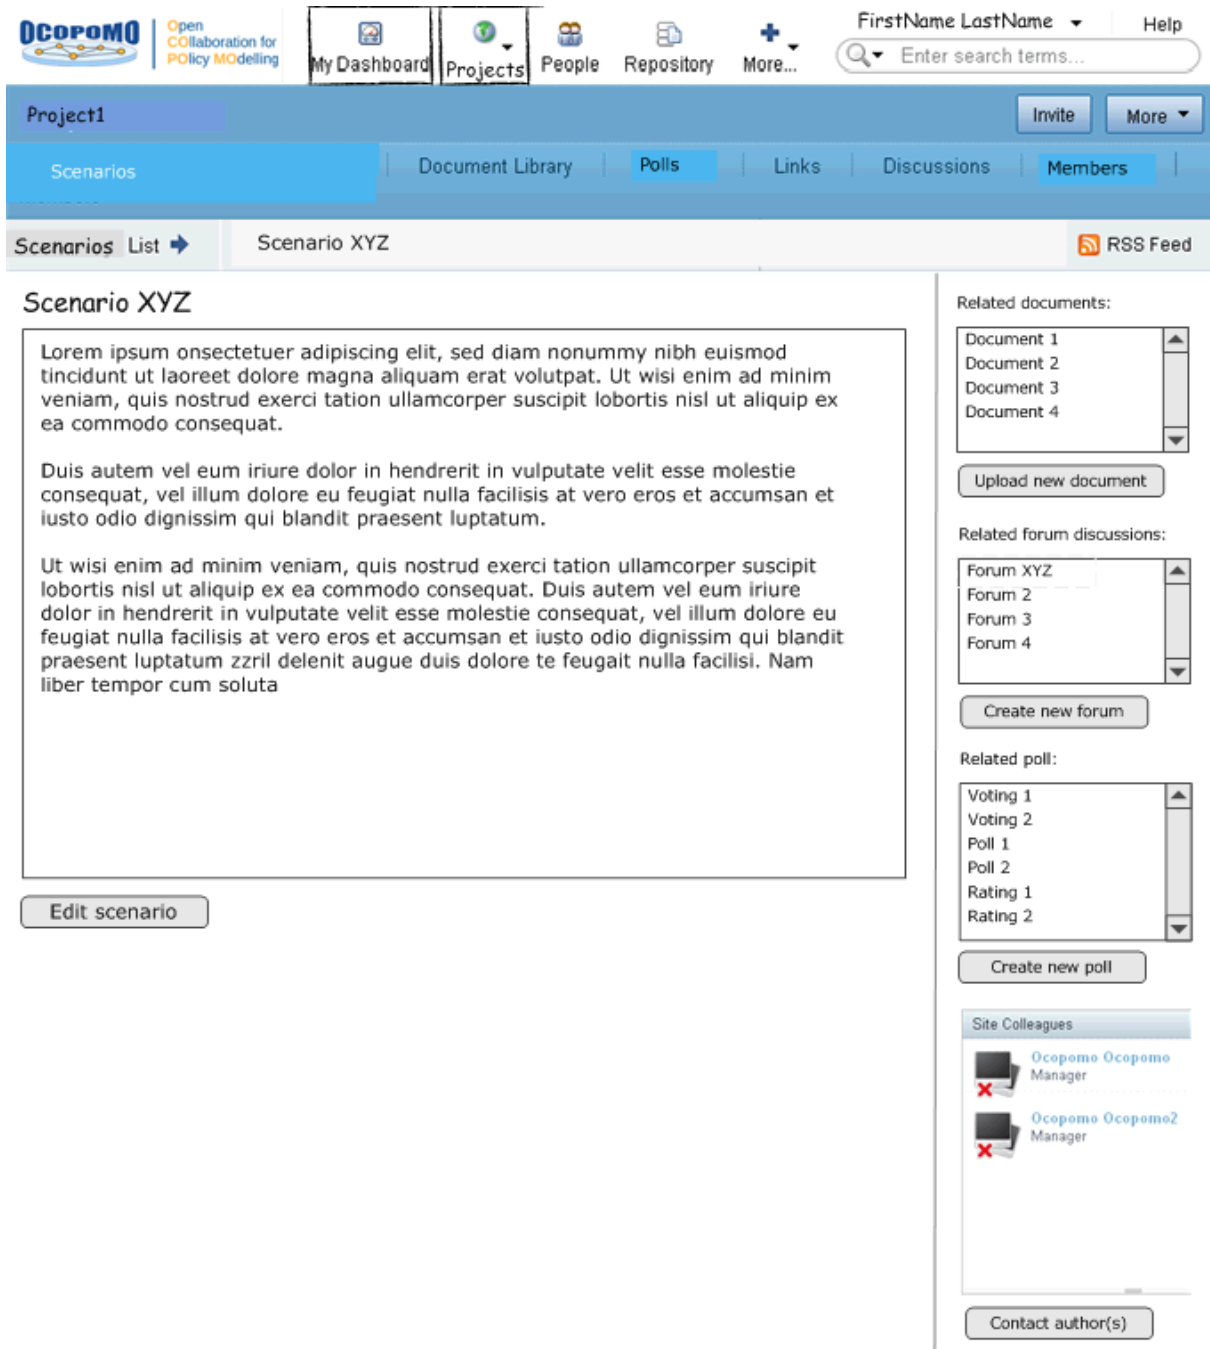 OCOPOMO
Open
COllaboration for
POlicy MOdelling
My Dashboard
Projects
People
Repository
More...
FirstName LastName
Help
Enter search terms...
Project1
Invite
More
Scenarios
Document Library
Polls
Links
Discussions
Members
Scenarios List
Scenario XYZ
RSS Feed
Scenario XYZ
Lorem ipsum onsectetuer adipiscing elit, sed diam nonummy nibh euismod
tincidunt ut laoreet dolore magna aliquam erat volutpat. Ut wisi enim ad minim
veniam, quis nostrud exerci tation ullamcorper suscipit lobortis nisl ut aliquip ex
ea commodo consequat.
Duis autem vel eum iriure dolor in hendrerit in vulputate velit esse molestie
consequat, vel illum dolore eu feugiat nulla facilisis at vero eros et accumsan et
iusto odio dignissim qui blandit praesent luptatum.
Ut wisi enim ad minim veniam, quis nostrud exerci tation ullamcorper suscipit
lobortis nisl ut aliquip ex ea commodo consequat. Duis autem vel eum iriure
dolor in hendrerit in vulputate velit esse molestie consequat, vel illum dolore eu
feugiat nulla facilisis at vero eros et accumsan et iusto odio dignissim qui blandit
praesent luptatum zzril delenit augue duis dolore te feugait nulla facilisi. Nam
liber tempor cum soluta
Edit scenario
Related documents:
Document 1
Document 2
Document 3
Document 4
Upload new document
Related forum discussions:
Forum XYZ
Forum 2
Forum 3
Forum 4
Create new forum
Related poll:
Voting 1
Voting 2
Poll 1
Poll 2
Rating 1
Rating 2
Create new poll
Site Colleagues
Ocopomo Ocopomo
Manager
Ocopomo Ocopomo2
Manager
Contact author(s)